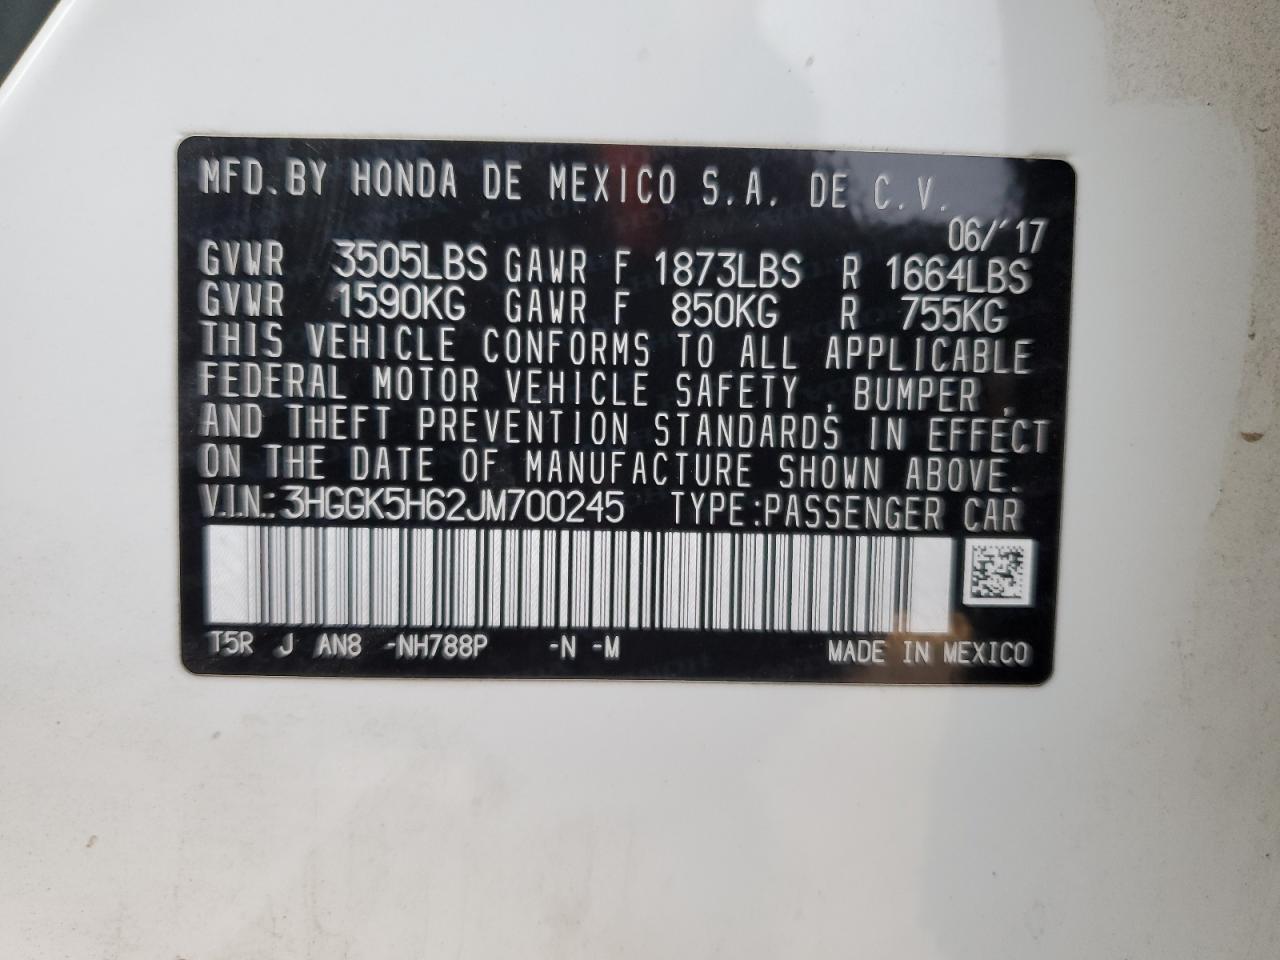 MFD.BY HONDA DE MEXICO S.A. DE C.V.
06/'17
GVWR 3505LBS GAWR F 1873LBS R 1664LBS
GVWR 1590KG GAWR F 850KG R 755KG
THIS VEHICLE CONFORMS TO ALL APPLICABLE
FEDERAL MOTOR VEHICLE SAFETY , BUMPER ,
AND THEFT PREVENTION STANDARDS IN EFFECT
ON THE DATE OF MANUFACTURE SHOWN ABOVE.
V.I.N.: 3HGGK5H62JM700245 TYPE:PASSENGER CAR
T5R J AN8 -NH788P -N -M MADE IN MEXICO